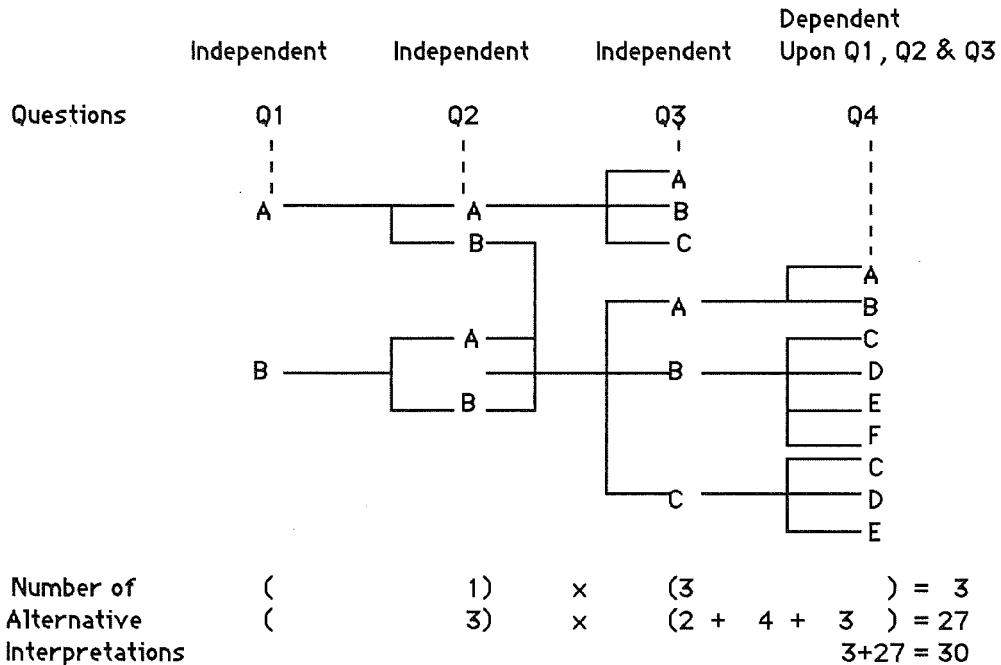 Dependent
Independent Independent Independent Upon Q1, Q2 & Q3
Questions Q1 Q2 Q3 Q4
A
A A B
B C
A
A B
A C
B B D
B E
F
C
C D
E
Number of ( 1) x (3 ) = 3
Alternative ( 3) x (2 + 4 + 3 ) = 27
Interpretations 3+27 = 30